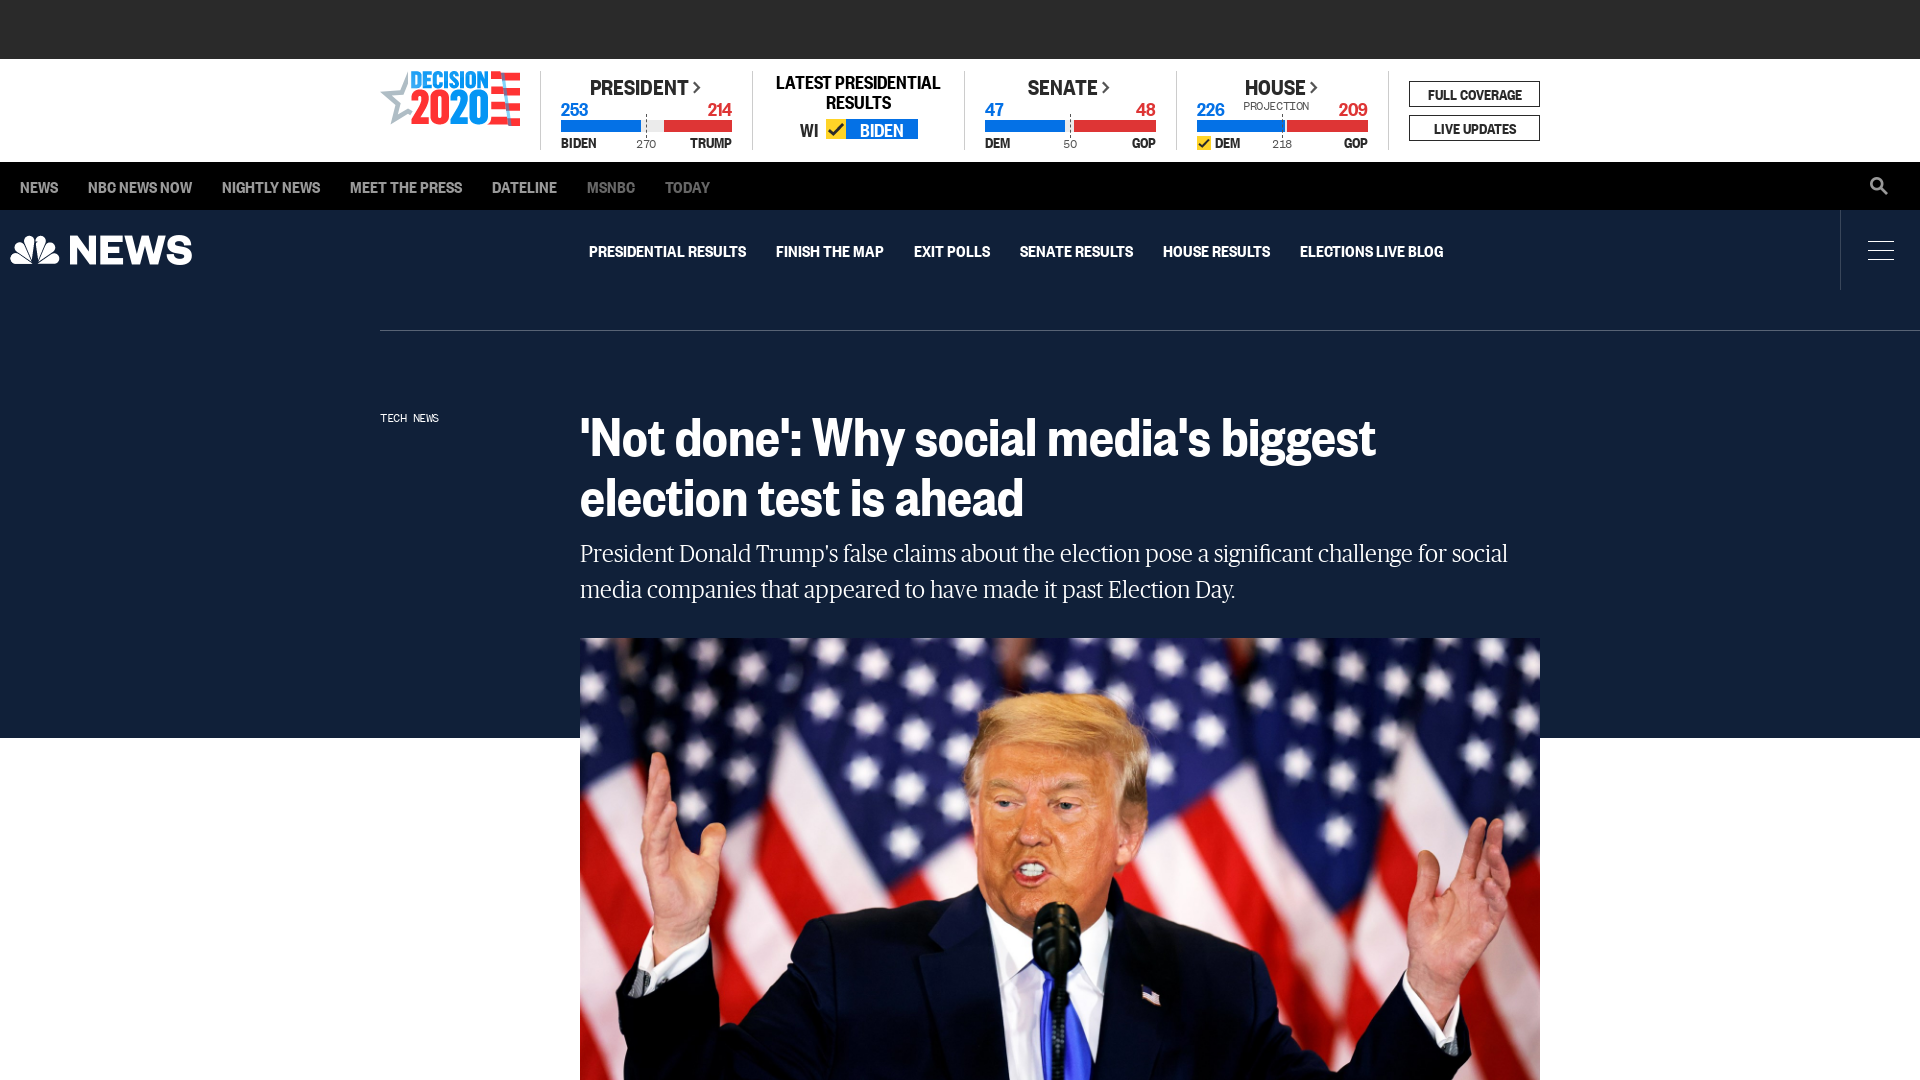 DECISION
2020
PRESIDENT
253
214
BIDEN
270
TRUMP
LATEST PRESIDENTIAL
RESULTS
WI
BIDEN
SENATE
47
48
DEM
50
GOP
HOUSE
PROJECTION
226
209
DEM
218
GOP
FULL COVERAGE
LIVE UPDATES
NEWS
NBC NEWS NOW
NIGHTLY NEWS
MEET THE PRESS
DATELINE
MSNBC
TODAY
NEWS
PRESIDENTIAL RESULTS
FINISH THE MAP
EXIT POLLS
SENATE RESULTS
HOUSE RESULTS
ELECTIONS LIVE BLOG
TECH NEWS
'Not done': Why social media's biggest
election test is ahead
President Donald Trump's false claims about the election pose a significant challenge for social
media companies that appeared to have made it past Election Day.